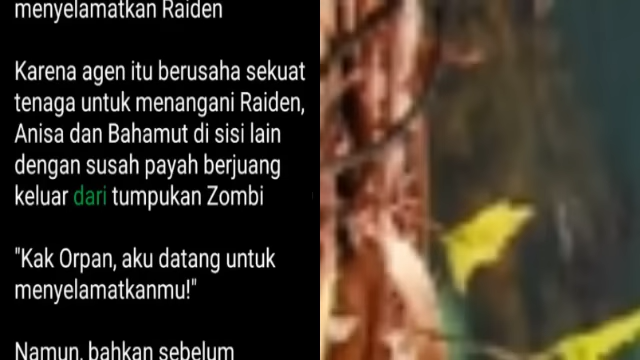 menyelamatkan Raiden
Karena agen itu berusaha sekuat
tenaga untuk menangani Raiden,
Anisa dan Bahamut di sisi lain
dengan susah payah berjuang
keluar dari tumpukan Zombi
"Kak Orpan, aku datang untuk
menyelamatkanmu!"
Namun, bahkan sebelum